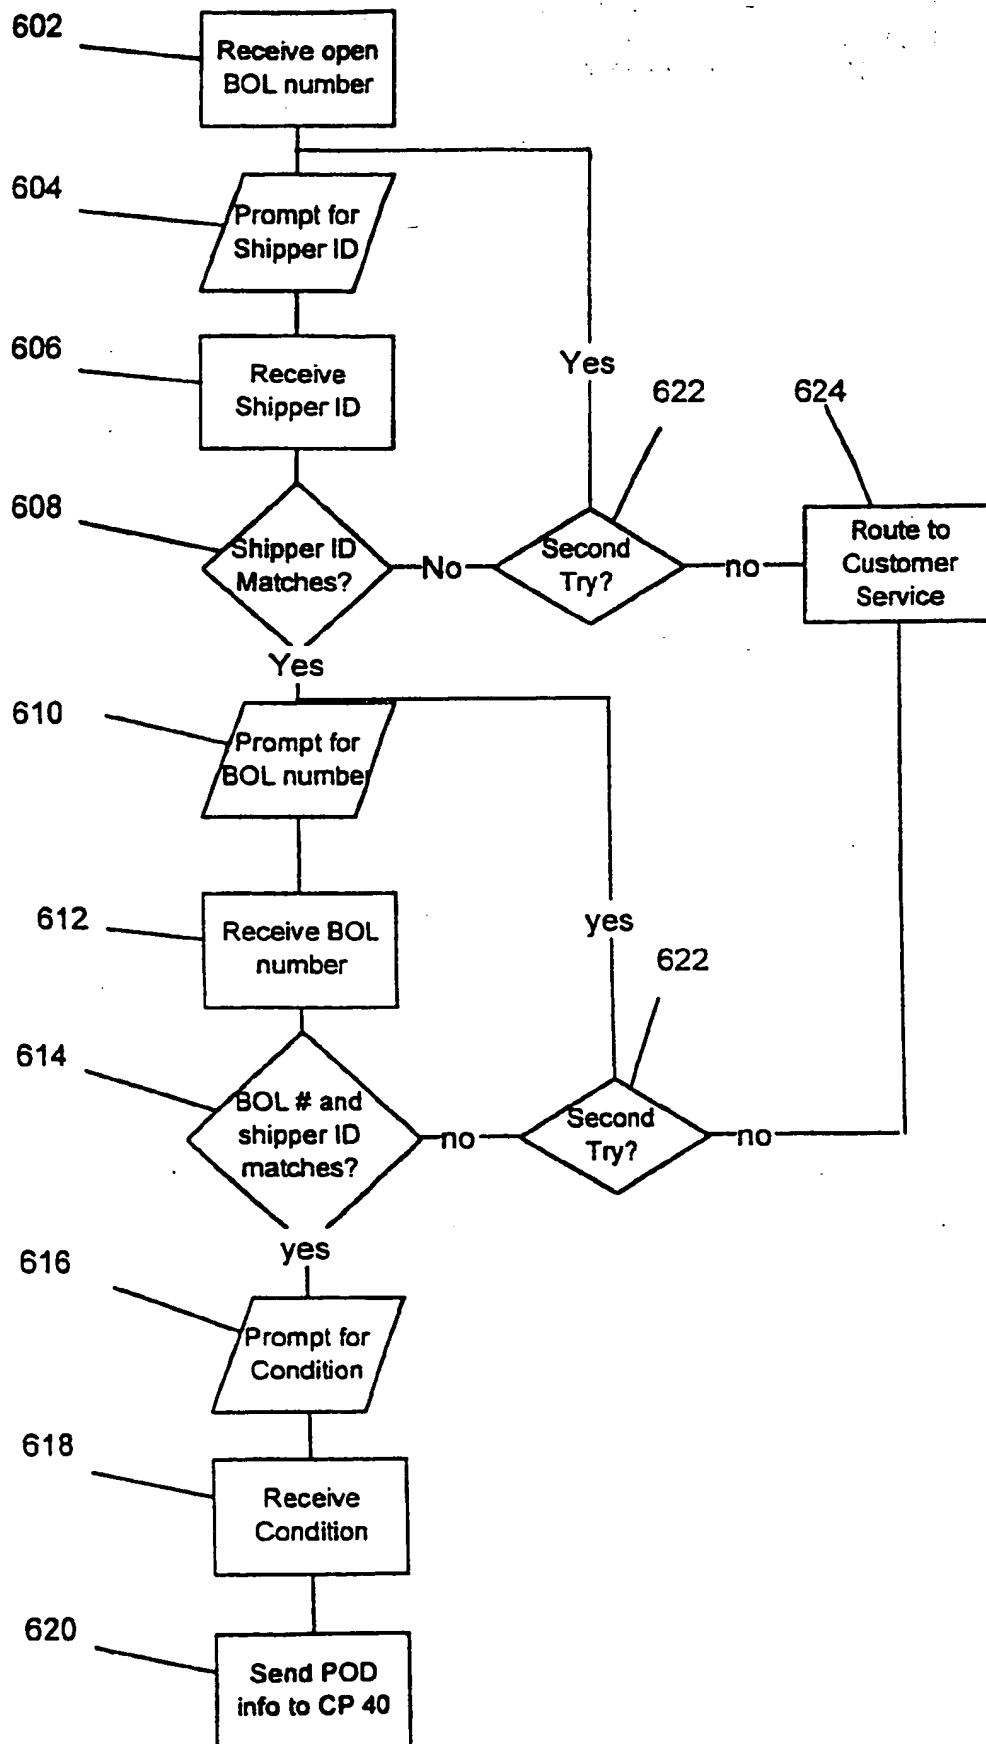 602
Receive open
BOL number
604
Prompt for
Shipper ID
606
Receive
Shipper ID
Yes
622
624
608
Shipper ID
Matches?
No
Second
Try?
no
Route to
Customer
Service
Yes
610
Prompt for
BOL number
612
Receive BOL
number
yes
622
614
BOL # and
shipper ID
matches?
no
Second
Try?
no
yes
616
Prompt for
Condition
618
Receive
Condition
620
Send POD
info to CP 40